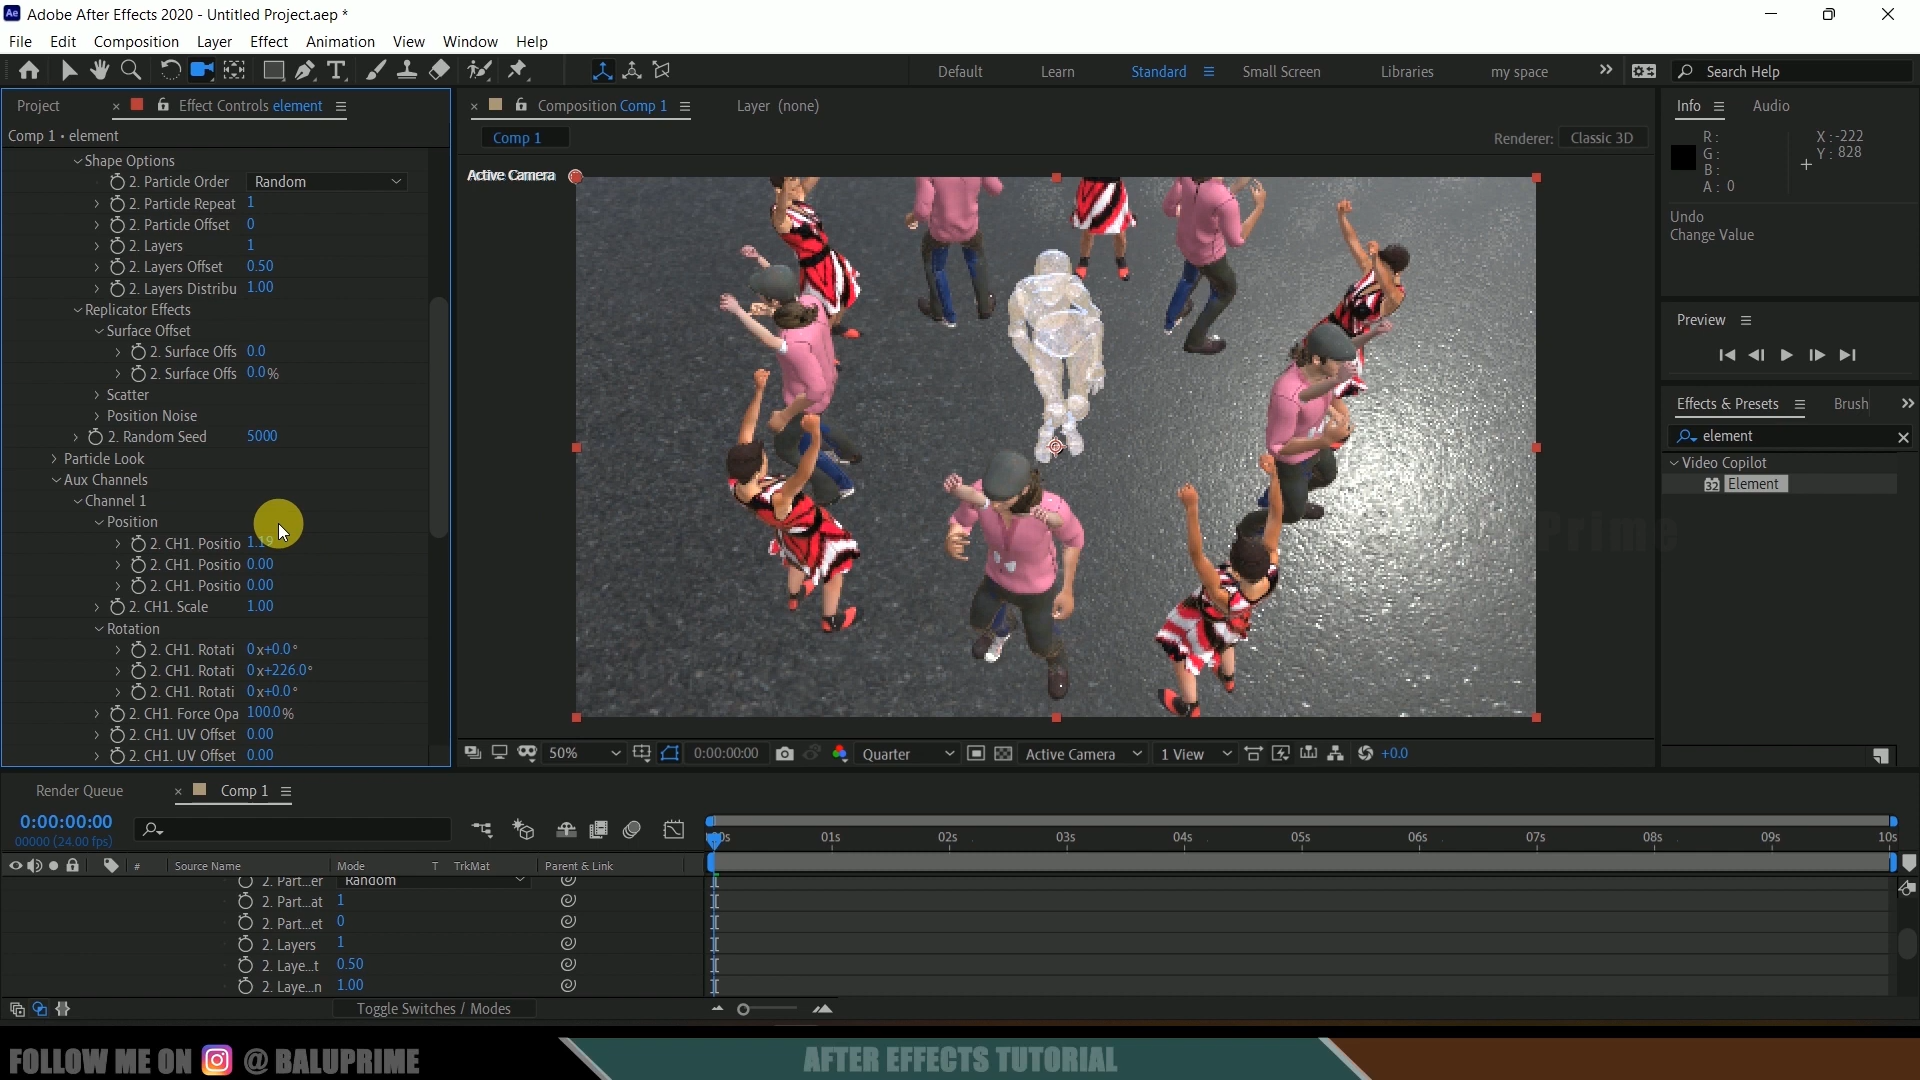 Ae Adobe After Effects 2020 - Untitled Project.aep *
File Edit Composition Layer Effect Animation View Window Help
Default Learn Standard Small Screen Libraries my space Search Help
Project Effect Controls element Composition Comp 1 Layer (none) Info Audio
Comp 1 • element Comp 1 Renderer: Classic 3D
Active Camera
R: X : -222
G: Y : 828
B:
A : 0
Undo
Change Value
Preview
Effects & Presets Brush
element
Video Copilot
32 Element
Shape Options
2. Particle Order Random
2. Particle Repeat 1
2. Particle Offset 0
2. Layers 1
2. Layers Offset 0.50
2. Layers Distribu 1.00
Replicator Effects
Surface Offset
2. Surface Offs 0.0
2. Surface Offs 0.0%
Scatter
Position Noise
2. Random Seed 5000
Particle Look
Aux Channels
Channel 1
Position
2. CH1. Positio 1.19
2. CH1. Positio 0.00
2. CH1. Positio 0.00
2. CH1. Scale 1.00
Rotation
2. CH1. Rotati 0x+0.0°
2. CH1. Rotati 0x+226.0°
2. CH1. Rotati 0x+0.0°
2. CH1. Force Opa 100.0%
2. CH1. UV Offset 0.00
2. CH1. UV Offset 0.00
Prime
50% 0:00:00:00 Quarter Active Camera 1 View +0.0
Render Queue Comp 1
0:00:00:00
00000 (24.00 fps)
01s 02s 03s 04s 05s 06s 07s 08s 09s 10s
# Source Name Mode T TrkMat Parent & Link
2. Part...er Random
2. Part...at 1
2. Part...et 0
2. Layers 1
2. Laye...t 0.50
2. Laye...n 1.00
Toggle Switches / Modes
FOLLOW ME ON @ BALUPRIME AFTER EFFECTS TUTORIAL